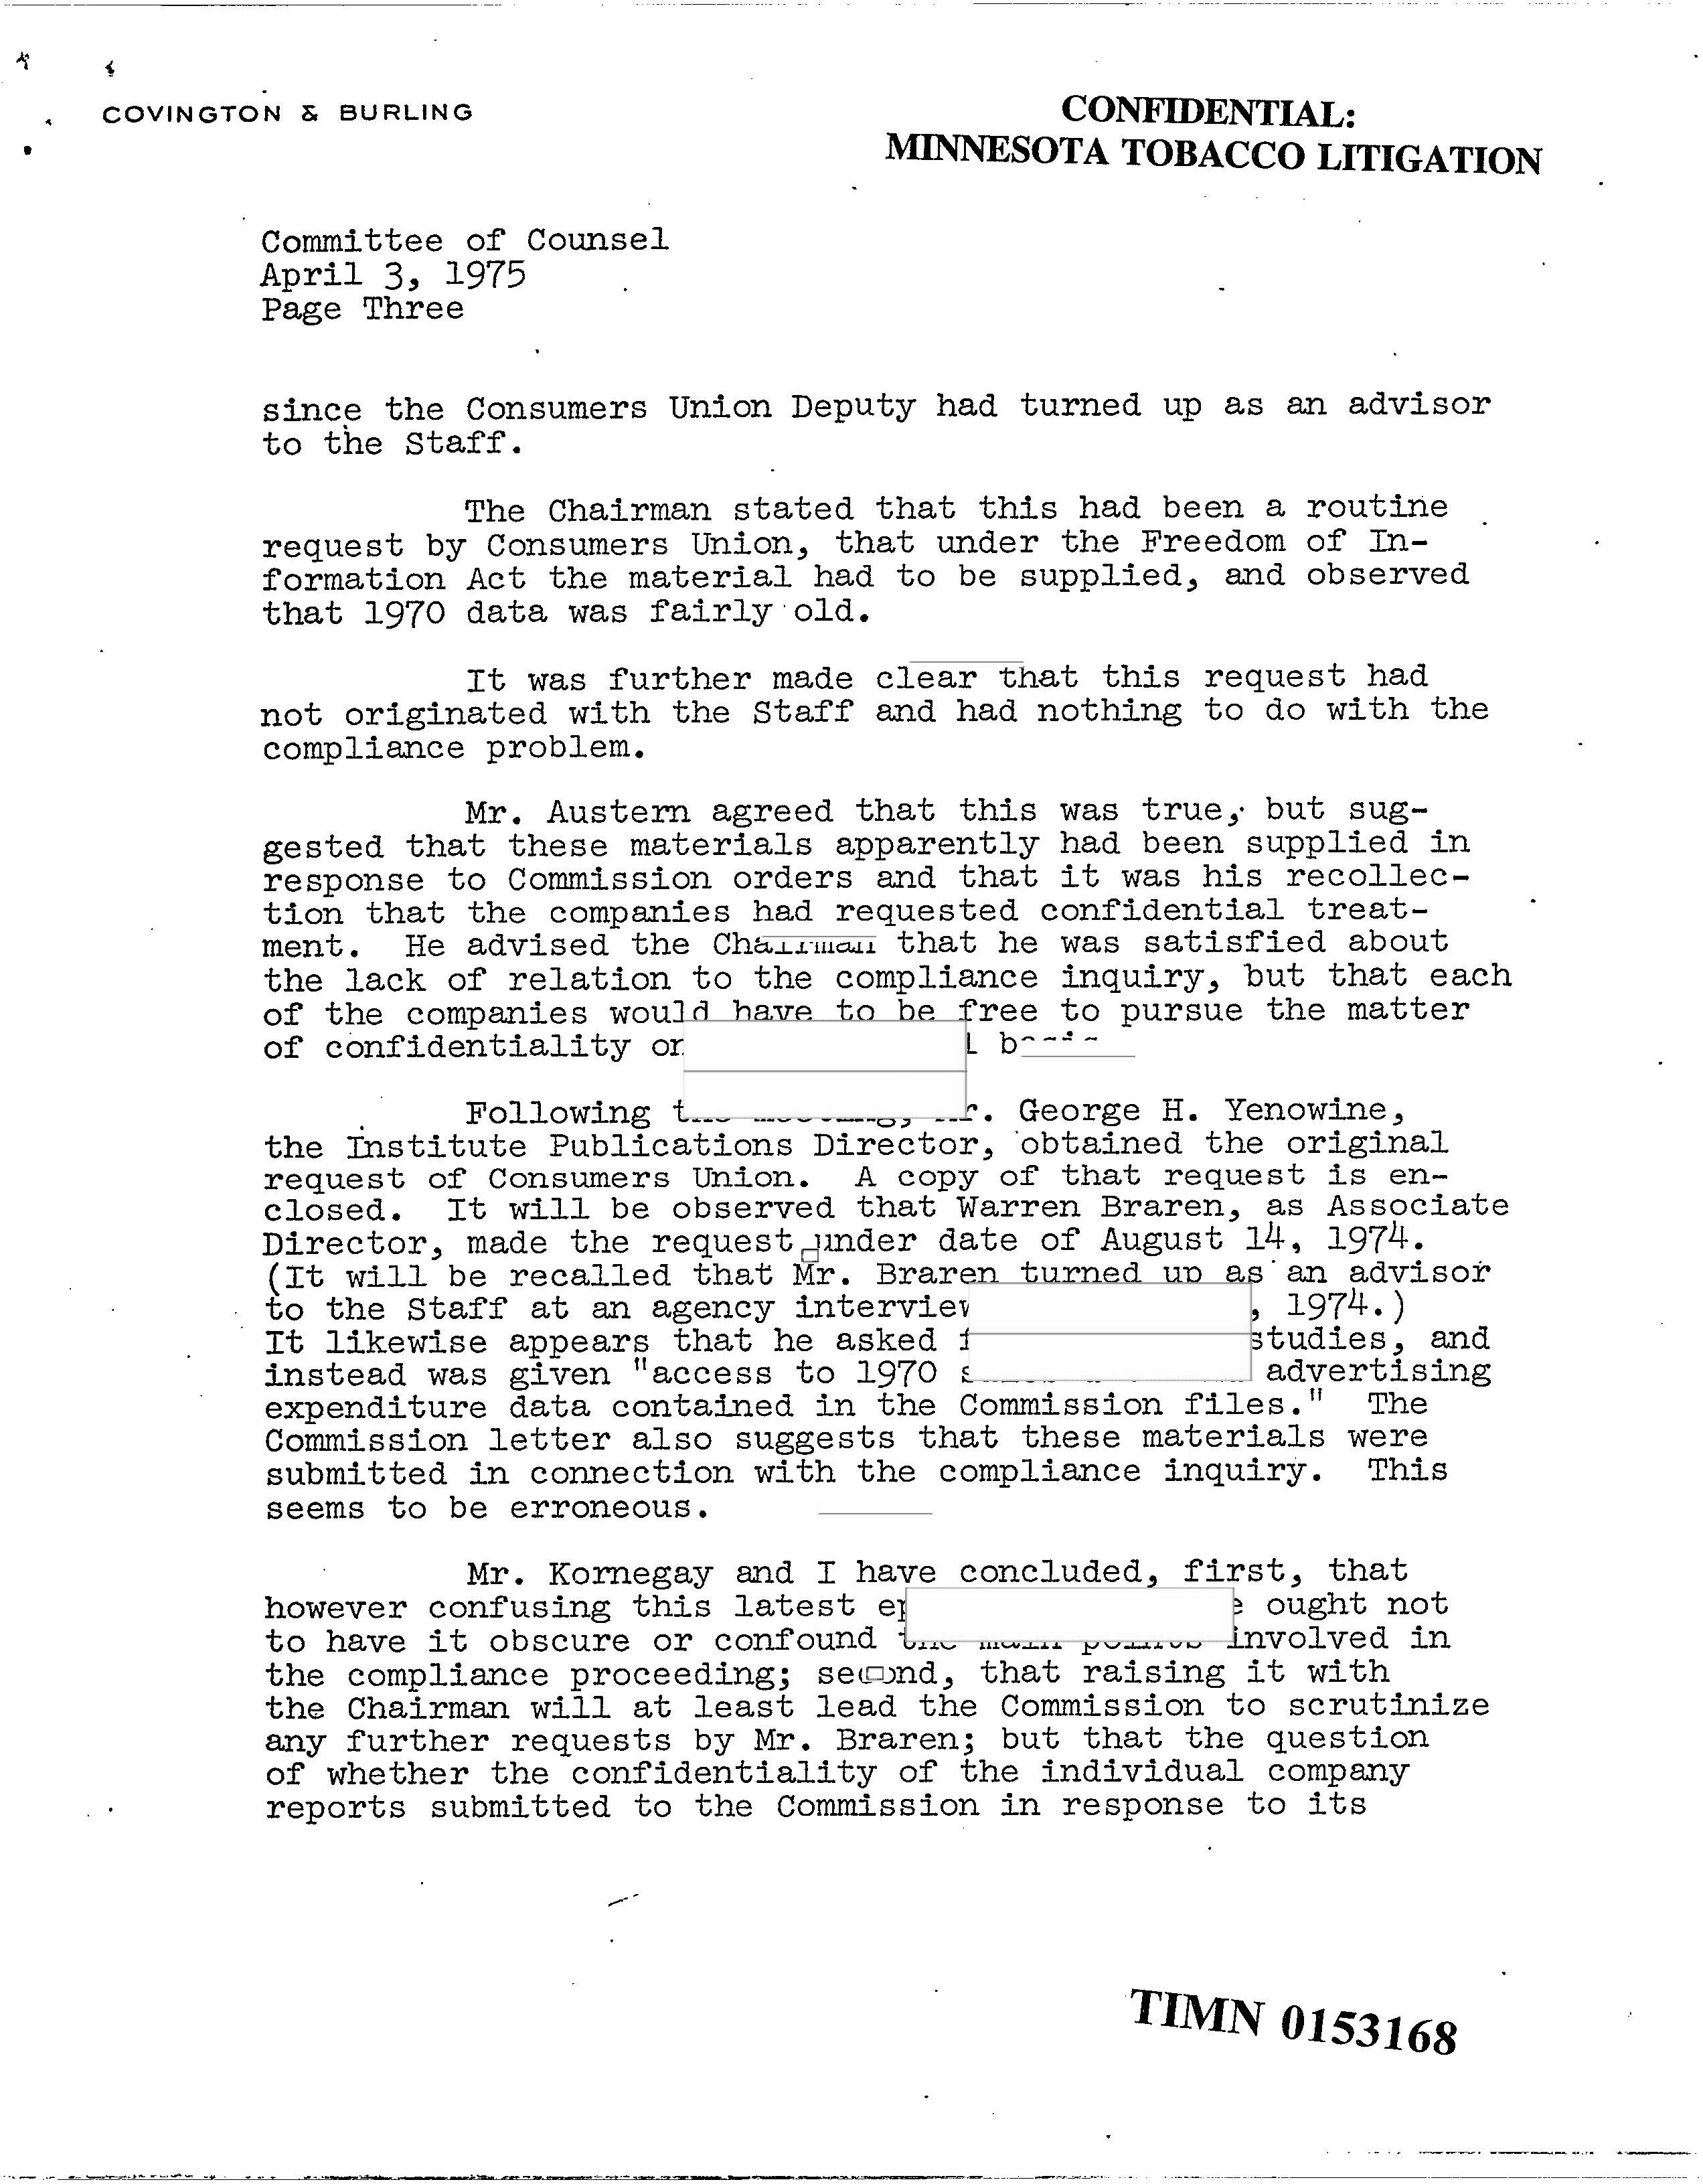 COVINGTON & BURLING
CONFIDENTIAL:
MINNESOTA TOBACCO LITIGATION
Committee of Counsel
April 3, 1975
Page Three
since the Consumers Union Deputy had turned up as an advisor
to the Staff.
The Chairman stated that this had been a routine
request by Consumers Union, that under the Freedom of In-
formation Act the material had to be supplied, and observed
that 1970 data was fairly old.
It was further made clear that this request had
not originated with the Staff and had nothing to do with the
compliance problem.
Mr. Austern agreed that this was true, but sug-
gested that these materials apparently had been supplied in
response to Commission orders and that it was his recollec-
tion that the companies had requested confidential treat-
ment. He advised the Chairman that he was satisfied about
the lack of relation to the compliance inquiry, but that each
of the companies would have to be free to pursue the matter
of confidentiality
Following George H. Yenowine,
the Institute Publications Director, obtained the original
request of Consumers Union. A copy of that request is en-
closed. It will be observed that Warren Braren, as Associate
Director, made the request under date of August 14, 1974.
(It will be recalled that Mr. Braren turned up as an advisor
to the Staff at an agency , 1974.)
It likewise appears that he asked studies, and
instead was given "access to 1970 advertising
expenditure data contained in the Commission files." The
Commission letter also suggests that these materials were
submitted in connection with the compliance inquiry. This
seems to be erroneous.
Mr. Kornegay and I have concluded, first, that
however confusing this latest ought not
to have it obscure or confound the main points involved in
the compliance proceeding; second, that raising it with
the Chairman will at least lead the Commission to scrutinize
any further requests by Mr. Braren; but that the question
of whether the confidentiality of the individual company
reports submitted to the Commission in response to its
TIMN 0153168